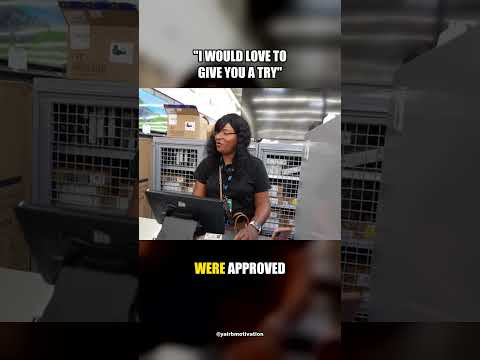 "I WOULD LOVE TO
GIVE YOU A TRY"
WERE APPROVED
@yairbmotivation